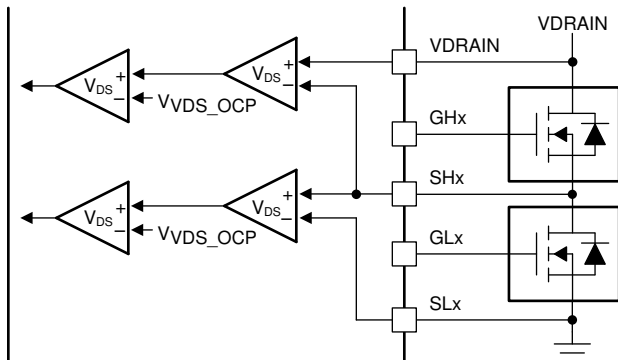 VDRAIN
VDRAIN
VDS + −
VVDS_OCP
VDS + −
GHx
SHx
VDS + −
VVDS_OCP
VDS + −
GLx
SLx